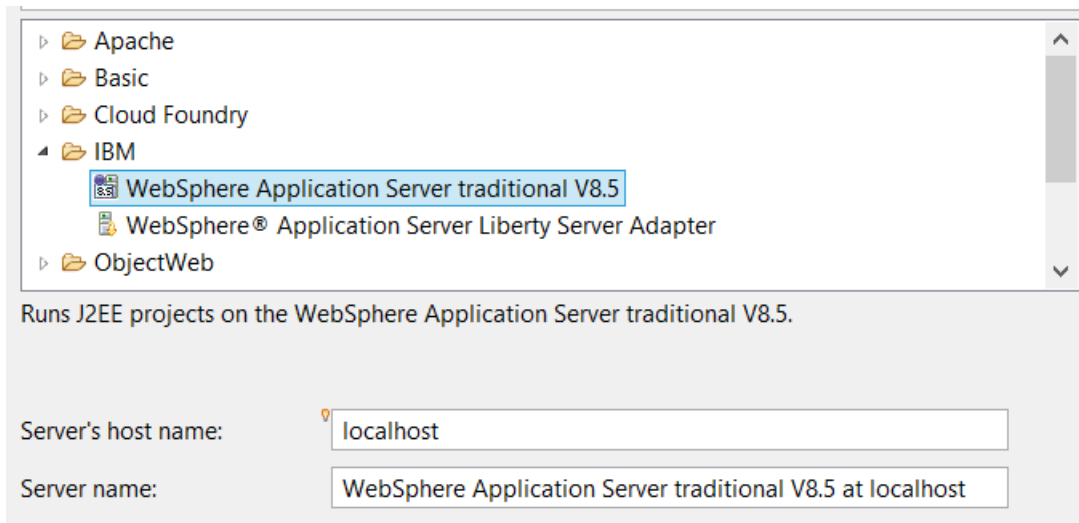 Apache
Basic
Cloud Foundry
IBM
8.5
WebSphere Application Server traditional V8.5
WebSphere® Application Server Liberty Server Adapter
ObjectWeb
Runs J2EE projects on the WebSphere Application Server traditional V8.5.
Server's host name: localhost
Server name: WebSphere Application Server traditional V8.5 at localhost